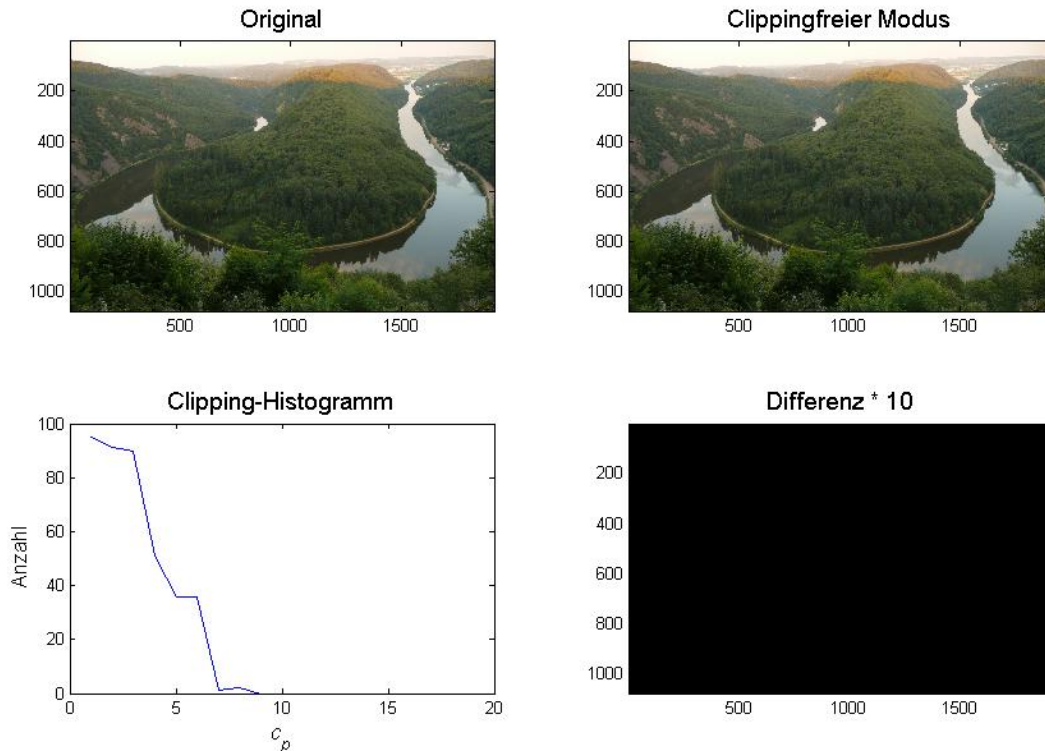 Original
200
400
600
800
1000
500 1000 1500
Clippingfreier Modus
200
400
600
800
1000
500 1000 1500
Clipping-Histogramm
Anzahl
100
80
60
40
20
0
0 5 10 15 20
c_p
Differenz * 10
200
400
600
800
1000
500 1000 1500